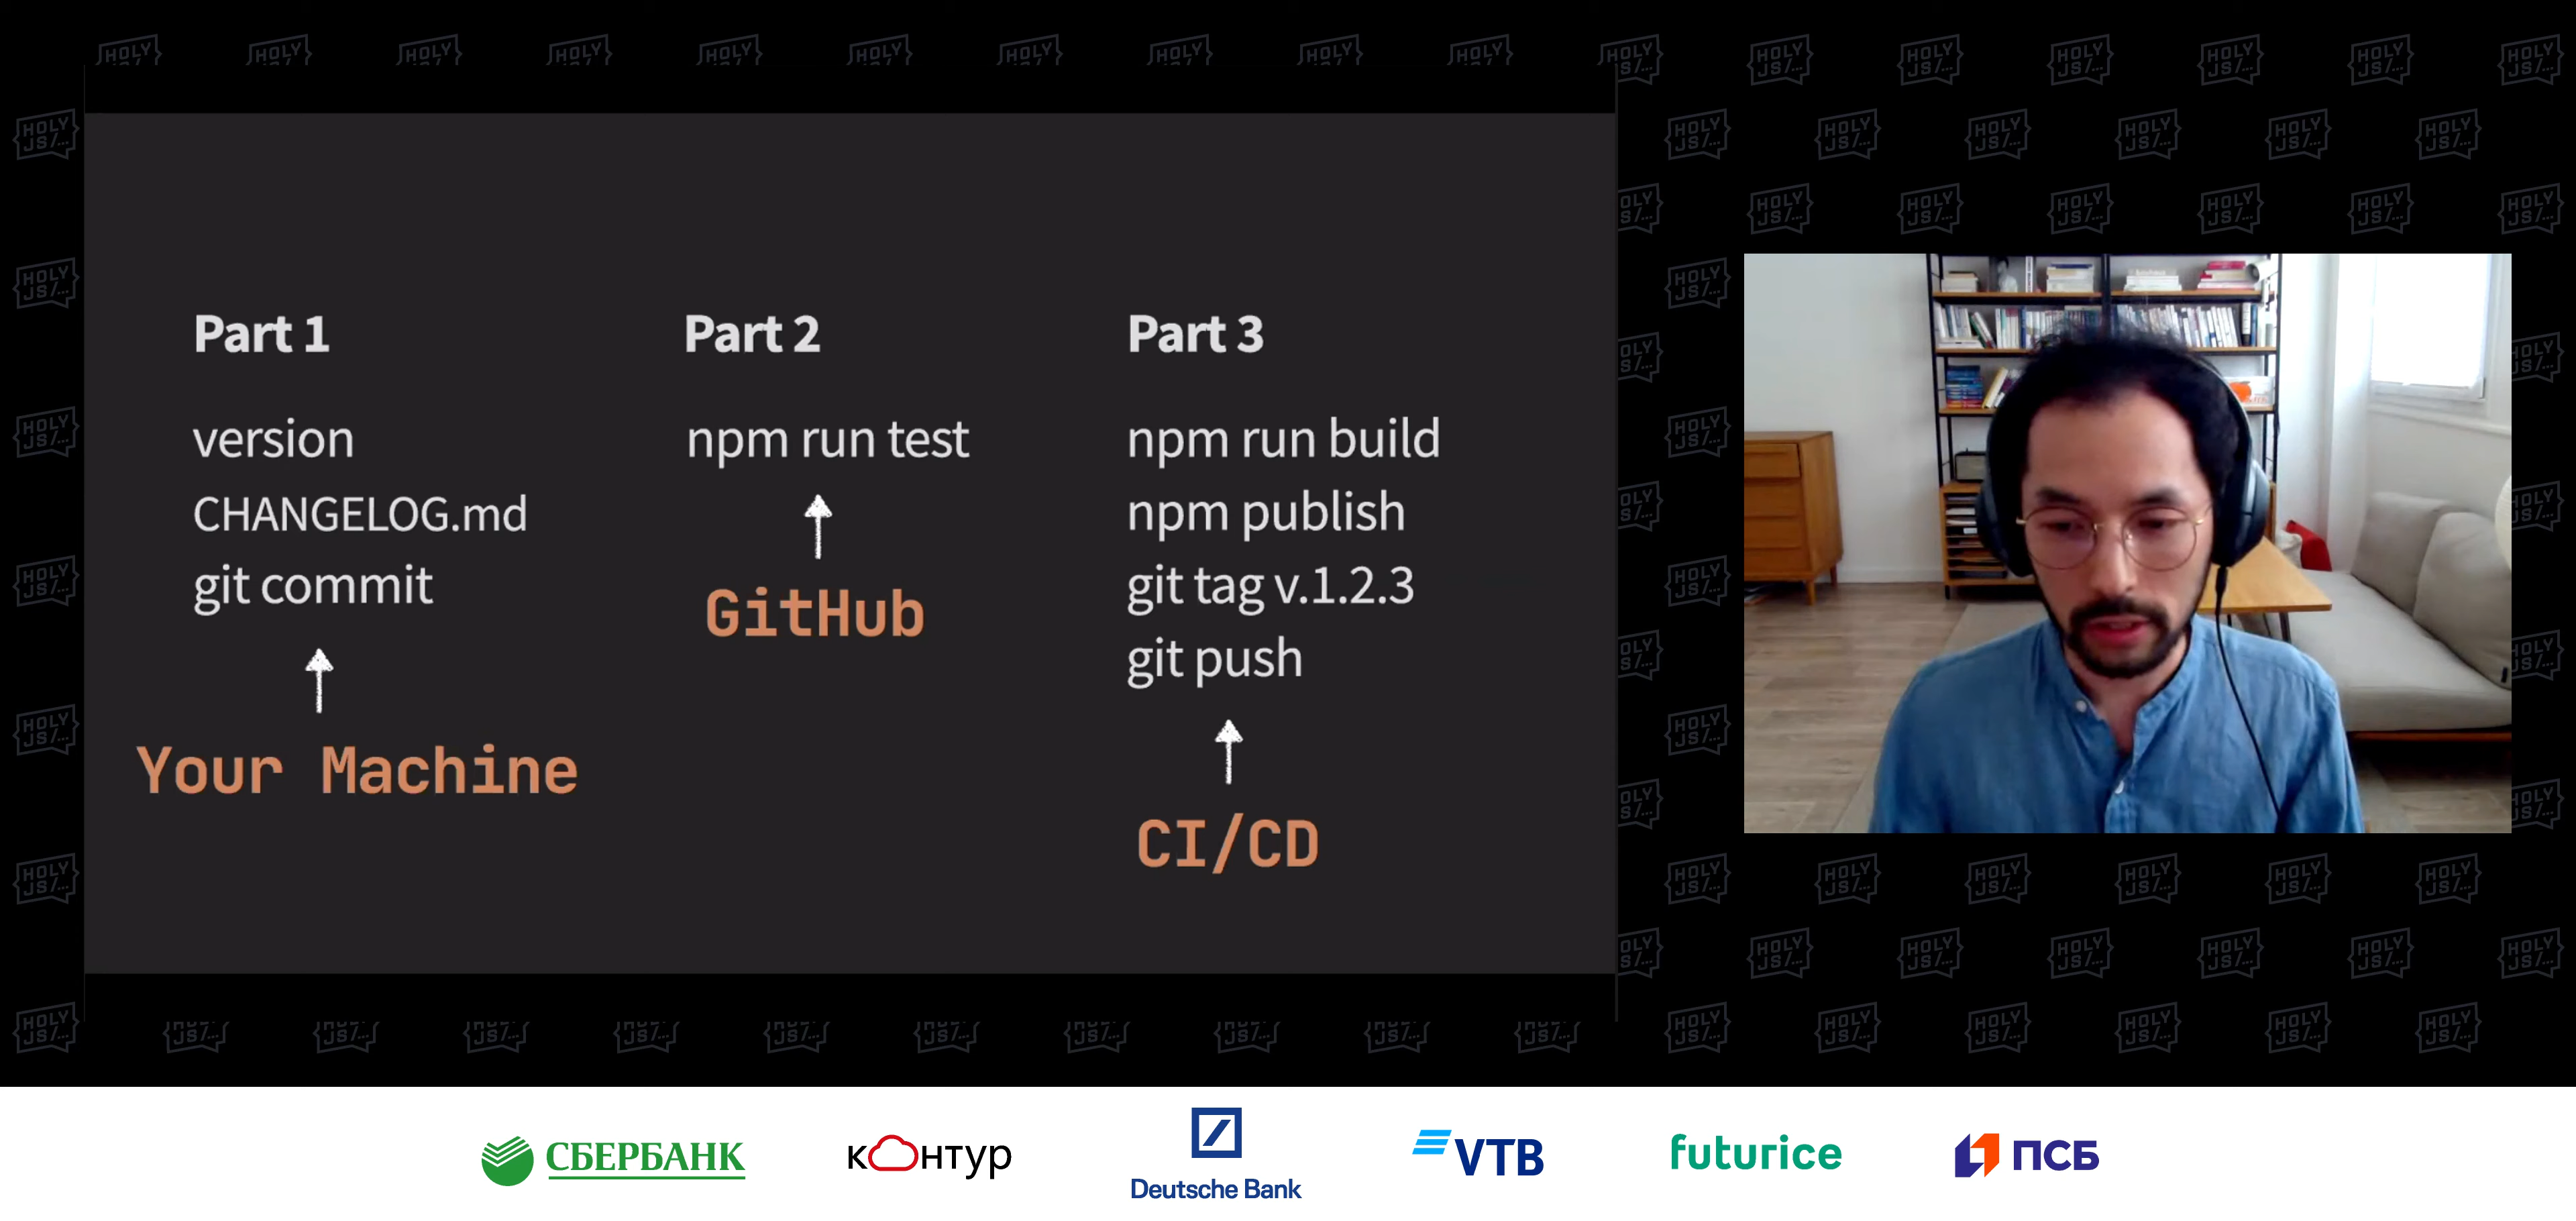 HOLY JS/...
Part 1
version
CHANGELOG.md
git commit
Your Machine
Part 2
npm run test
GitHub
Part 3
npm run build
npm publish
git tag v.1.2.3
git push
CI/CD
СБЕРБАНК
контур
Deutsche Bank
VTB
futurice
ПСБ